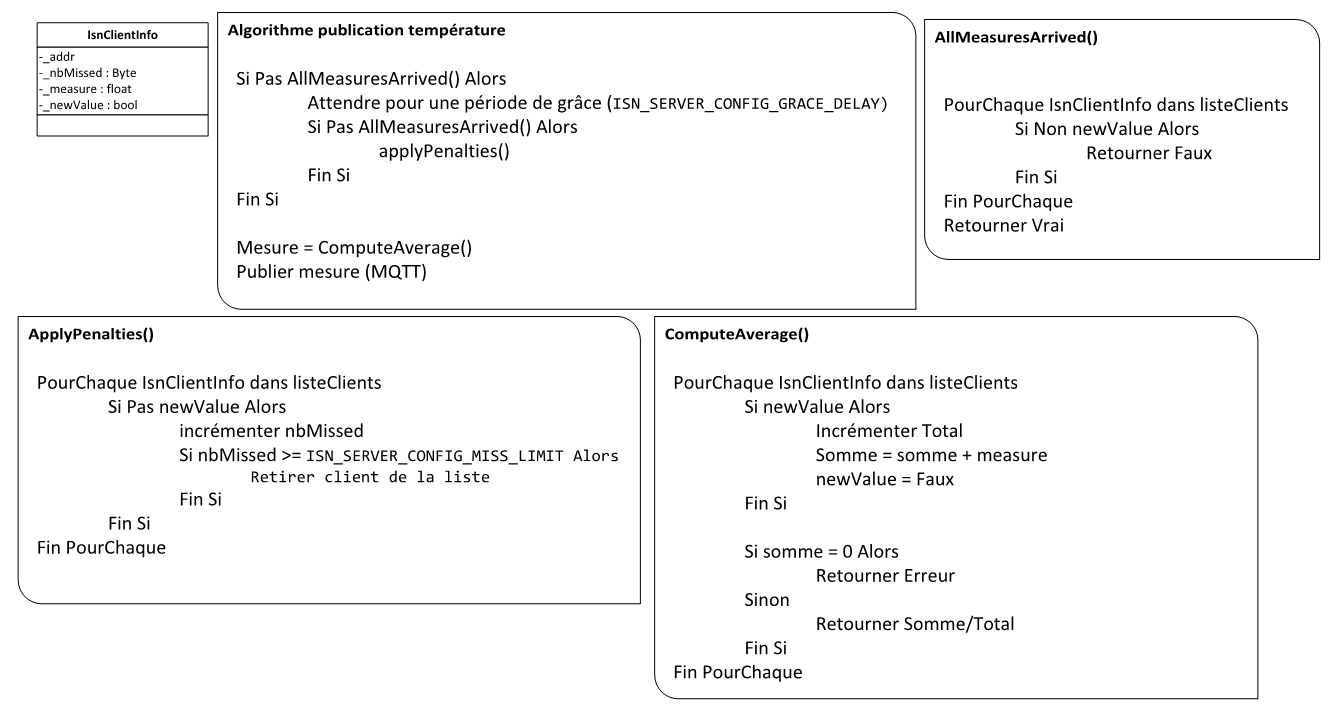 IsnClientInfo
-_addr
-_nbMissed : Byte
-_measure : float
-_newValue : bool
Algorithme publication température
Si Pas AllMeasuresArrived() Alors
Attendre pour une période de grâce (ISN_SERVER_CONFIG_GRACE_DELAY)
Si Pas AllMeasuresArrived() Alors
applyPenalties()
Fin Si
Fin Si
Mesure = ComputeAverage()
Publier mesure (MQTT)
AllMeasuresArrived()
PourChaque IsnClientInfo dans listeClients
Si Non newValue Alors
Retourner Faux
Fin Si
Fin PourChaque
Retourner Vrai
ApplyPenalties()
PourChaque IsnClientInfo dans listeClients
Si Pas newValue Alors
incrémenter nbMissed
Si nbMissed >= ISN_SERVER_CONFIG_MISS_LIMIT Alors
Retirer client de la liste
Fin Si
Fin Si
Fin PourChaque
ComputeAverage()
PourChaque IsnClientInfo dans listeClients
Si newValue Alors
Incrémenter Total
Somme = somme + measure
newValue = Faux
Fin Si
Si somme = 0 Alors
Retourner Erreur
Sinon
Retourner Somme/Total
Fin Si
Fin PourChaque